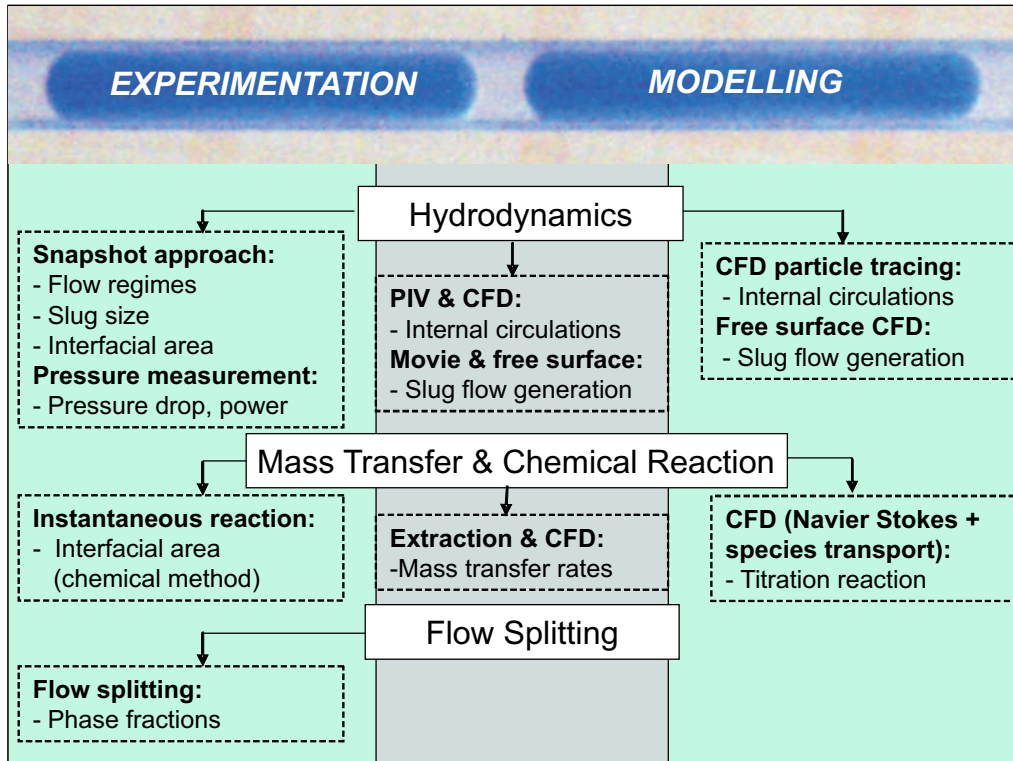 EXPERIMENTATION
MODELLING
Hydrodynamics
Snapshot approach:
- Flow regimes
- Slug size
- Interfacial area
Pressure measurement:
- Pressure drop, power
PIV & CFD:
- Internal circulations
Movie & free surface:
- Slug flow generation
CFD particle tracing:
- Internal circulations
Free surface CFD:
- Slug flow generation
Mass Transfer & Chemical Reaction
Instantaneous reaction:
- Interfacial area
(chemical method)
Extraction & CFD:
-Mass transfer rates
CFD (Navier Stokes +
species transport):
- Titration reaction
Flow Splitting
Flow splitting:
- Phase fractions